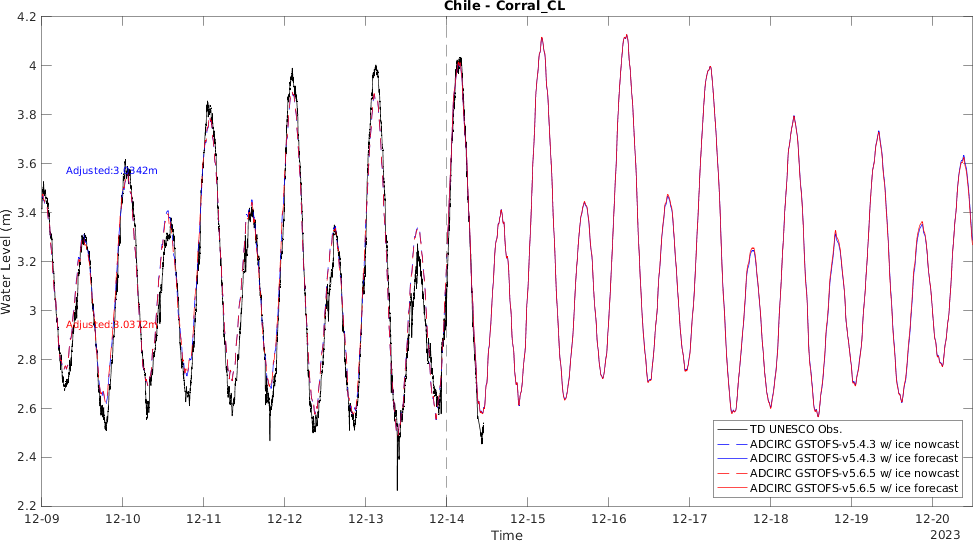 Chile - Corral_CL
4.2
4
3.8
3.6
3.4
3.2
3
2.8
2.6
2.4
2.2
Water Level (m)
Adjusted:3.0342m
Adjusted:3.0372m
TD UNESCO Obs.
ADCIRC GSTOFS-v5.4.3 w/ ice nowcast
ADCIRC GSTOFS-v5.4.3 w/ ice forecast
ADCIRC GSTOFS-v5.6.5 w/ ice nowcast
ADCIRC GSTOFS-v5.6.5 w/ ice forecast
12-09 12-10 12-11 12-12 12-13 12-14 12-15 12-16 12-17 12-18 12-19 12-20
2023
Time